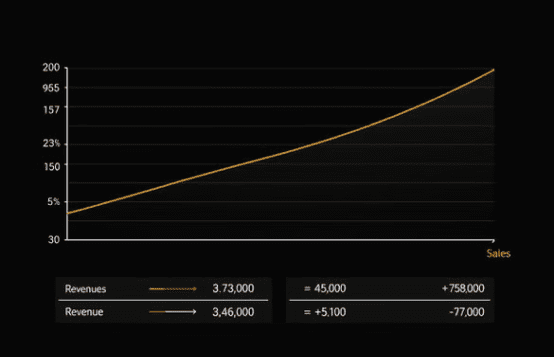 200
955
157
23%
150
5%
30
Sales
Revenues 3.73,000 = 45,000 +758,000
Revenue 3,46,000 = +5.100 -77,000